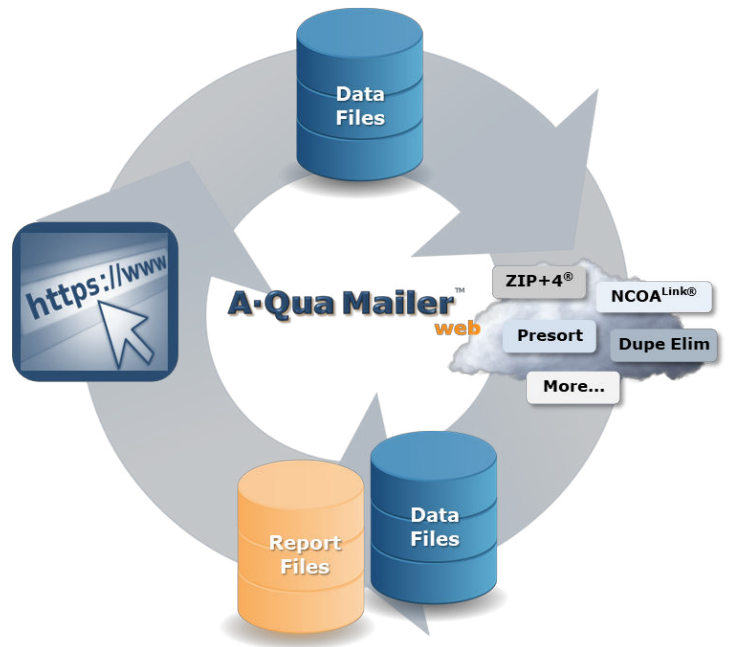 Data
Files
ZIP+4®
NCOALink®
https://www
A·Qua Mailer™
web
Presort
Dupe Elim
More...
Report
Files
Data
Files